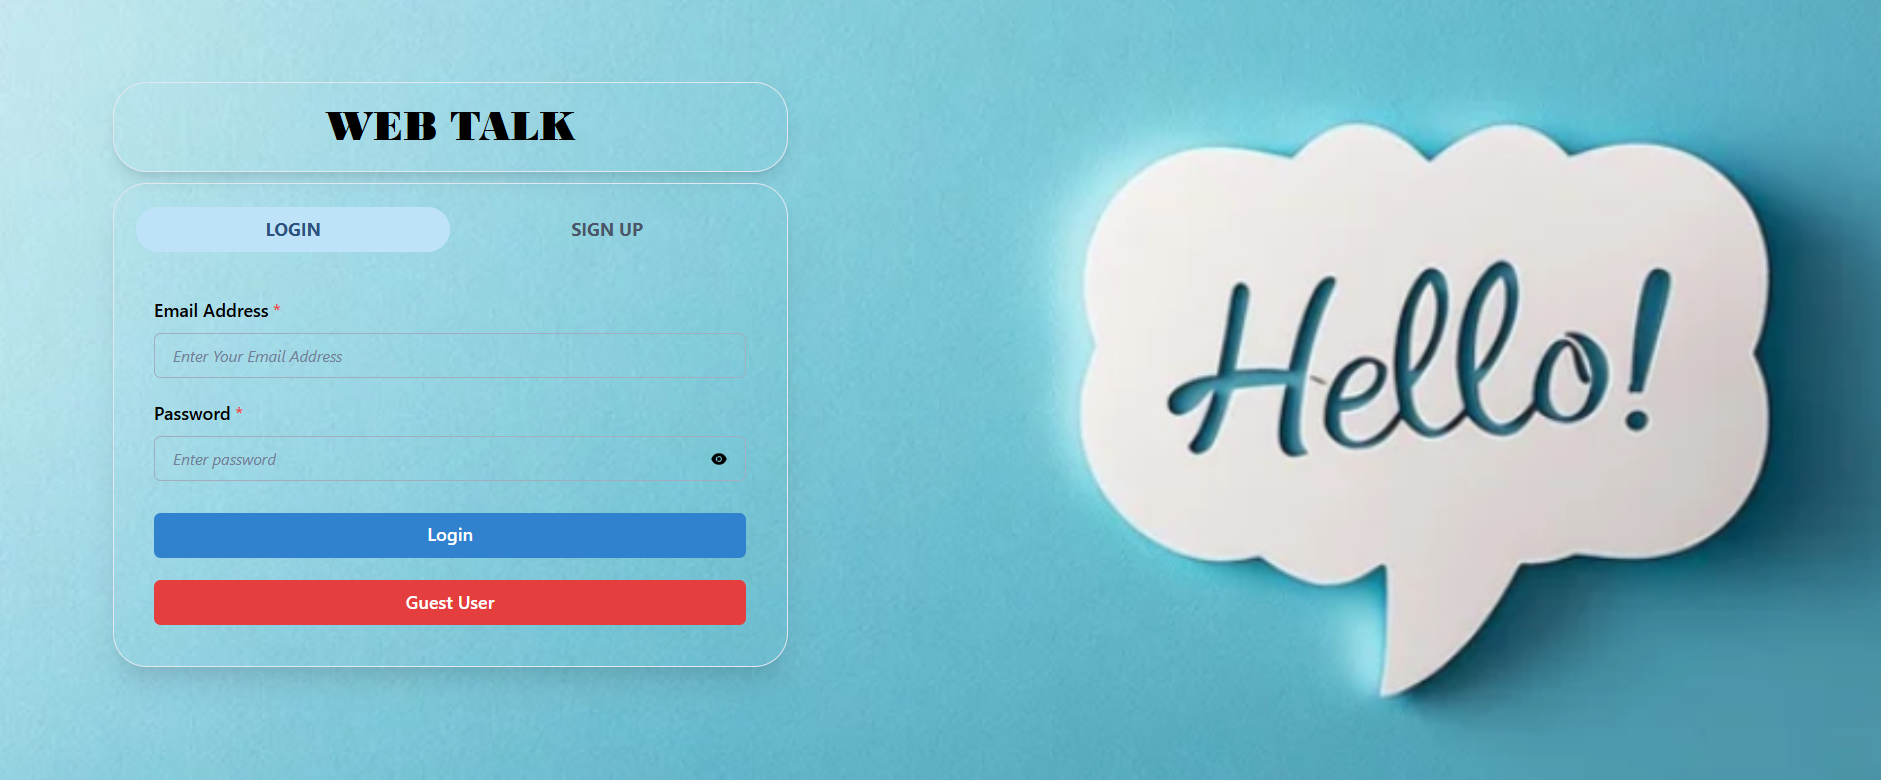 WEB TALK
LOGIN
SIGN UP
Email Address *
Enter Your Email Address
Password *
Enter password
Login
Guest User
Hello!